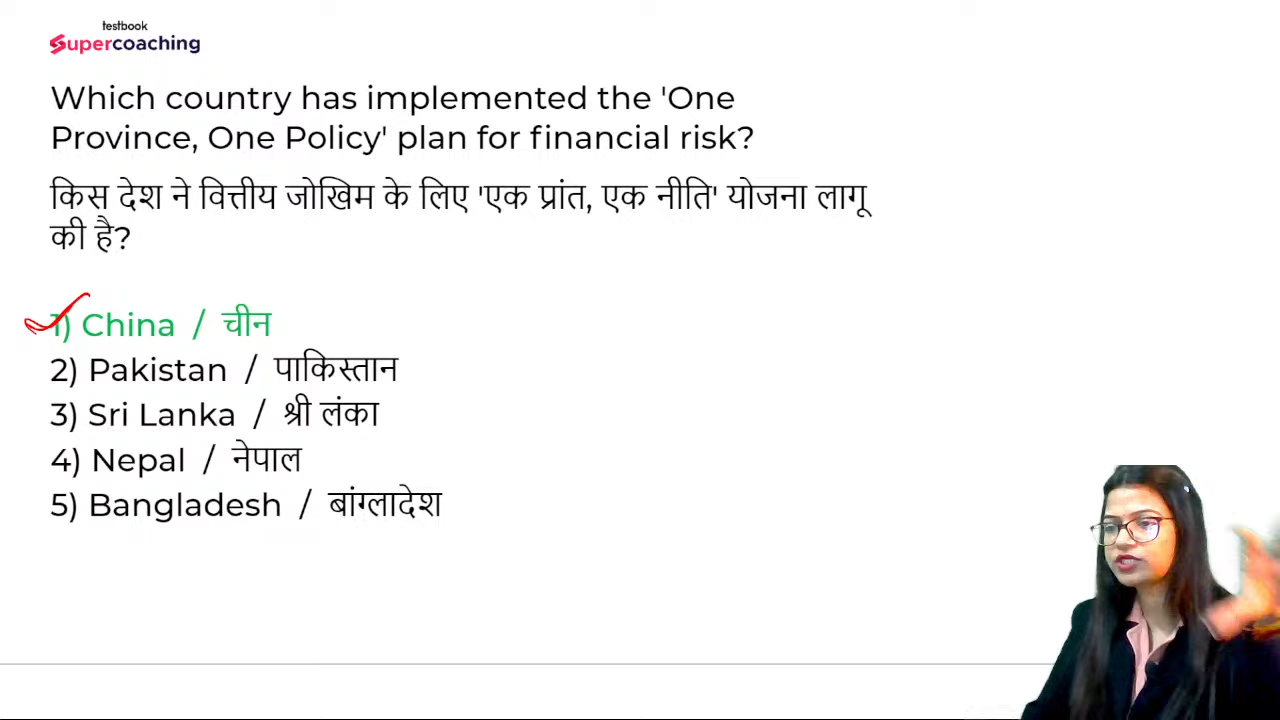 testbook
Supercoaching
Which country has implemented the 'One
Province, One Policy' plan for financial risk?
किस देश ने वित्तीय जोखिम के लिए 'एक प्रांत, एक नीति' योजना लागू
की है?
1) China / चीन
2) Pakistan / पाकिस्तान
3) Sri Lanka / श्री लंका
4) Nepal / नेपाल
5) Bangladesh / बांग्लादेश